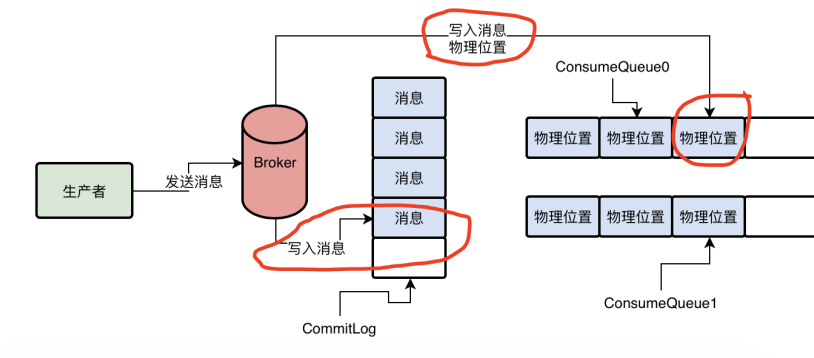 写入消息
物理位置
ConsumeQueue0
消息
消息
消息
消息
Broker
生产者
发送消息
写入消息
物理位置
物理位置
物理位置
物理位置
物理位置
物理位置
ConsumeQueue1
CommitLog